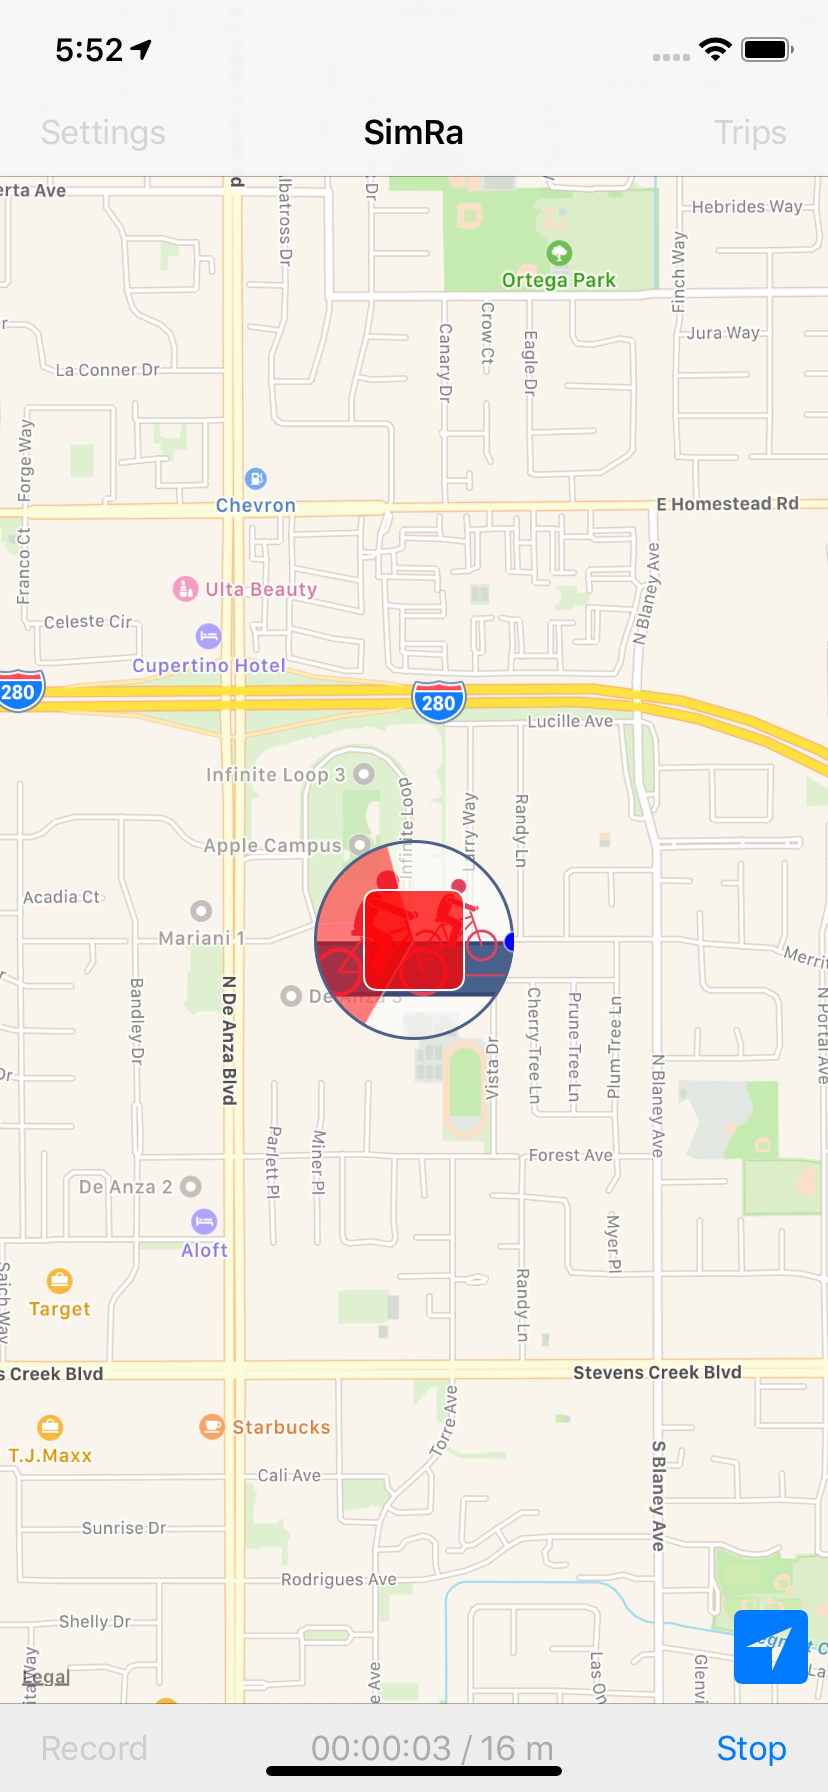 5:52
Settings
SimRa
Trips
erta Ave
Hebrides Way
Finch Way
Ortega Park
Jura Way
Canary Dr
Crow Ct
Eagle Dr
La Conner Dr
Forge Way
Chevron
E Homestead Rd
Franco Ct
Ulta Beauty
N Blaney Ave
Celeste Cir
Cupertino Hotel
280
280
Lucille Ave
Infinite Loop 3
Infinite Loop
Larry Way
Randy Ln
Apple Campus
Acadia Ct
Mariani 1
Bandley Dr
N De Anza Blvd
De Anza 3
Vista Dr
Cherry Tree Ln
Prune Tree Ln
Plum Tree Ln
N Blaney Ave
N Portal Ave
Parlett Pl
Miner Pl
Forest Ave
De Anza 2
Aloft
Myer Pl
Target
Randy Ln
Saich Way
s Creek Blvd
Stevens Creek Blvd
T.J.Maxx
Starbucks
Torre Ave
Cali Ave
S Blaney Ave
Sunrise Dr
Rodrigues Ave
Shelly Dr
Legal
Record
00:00:03 / 16 m
Stop